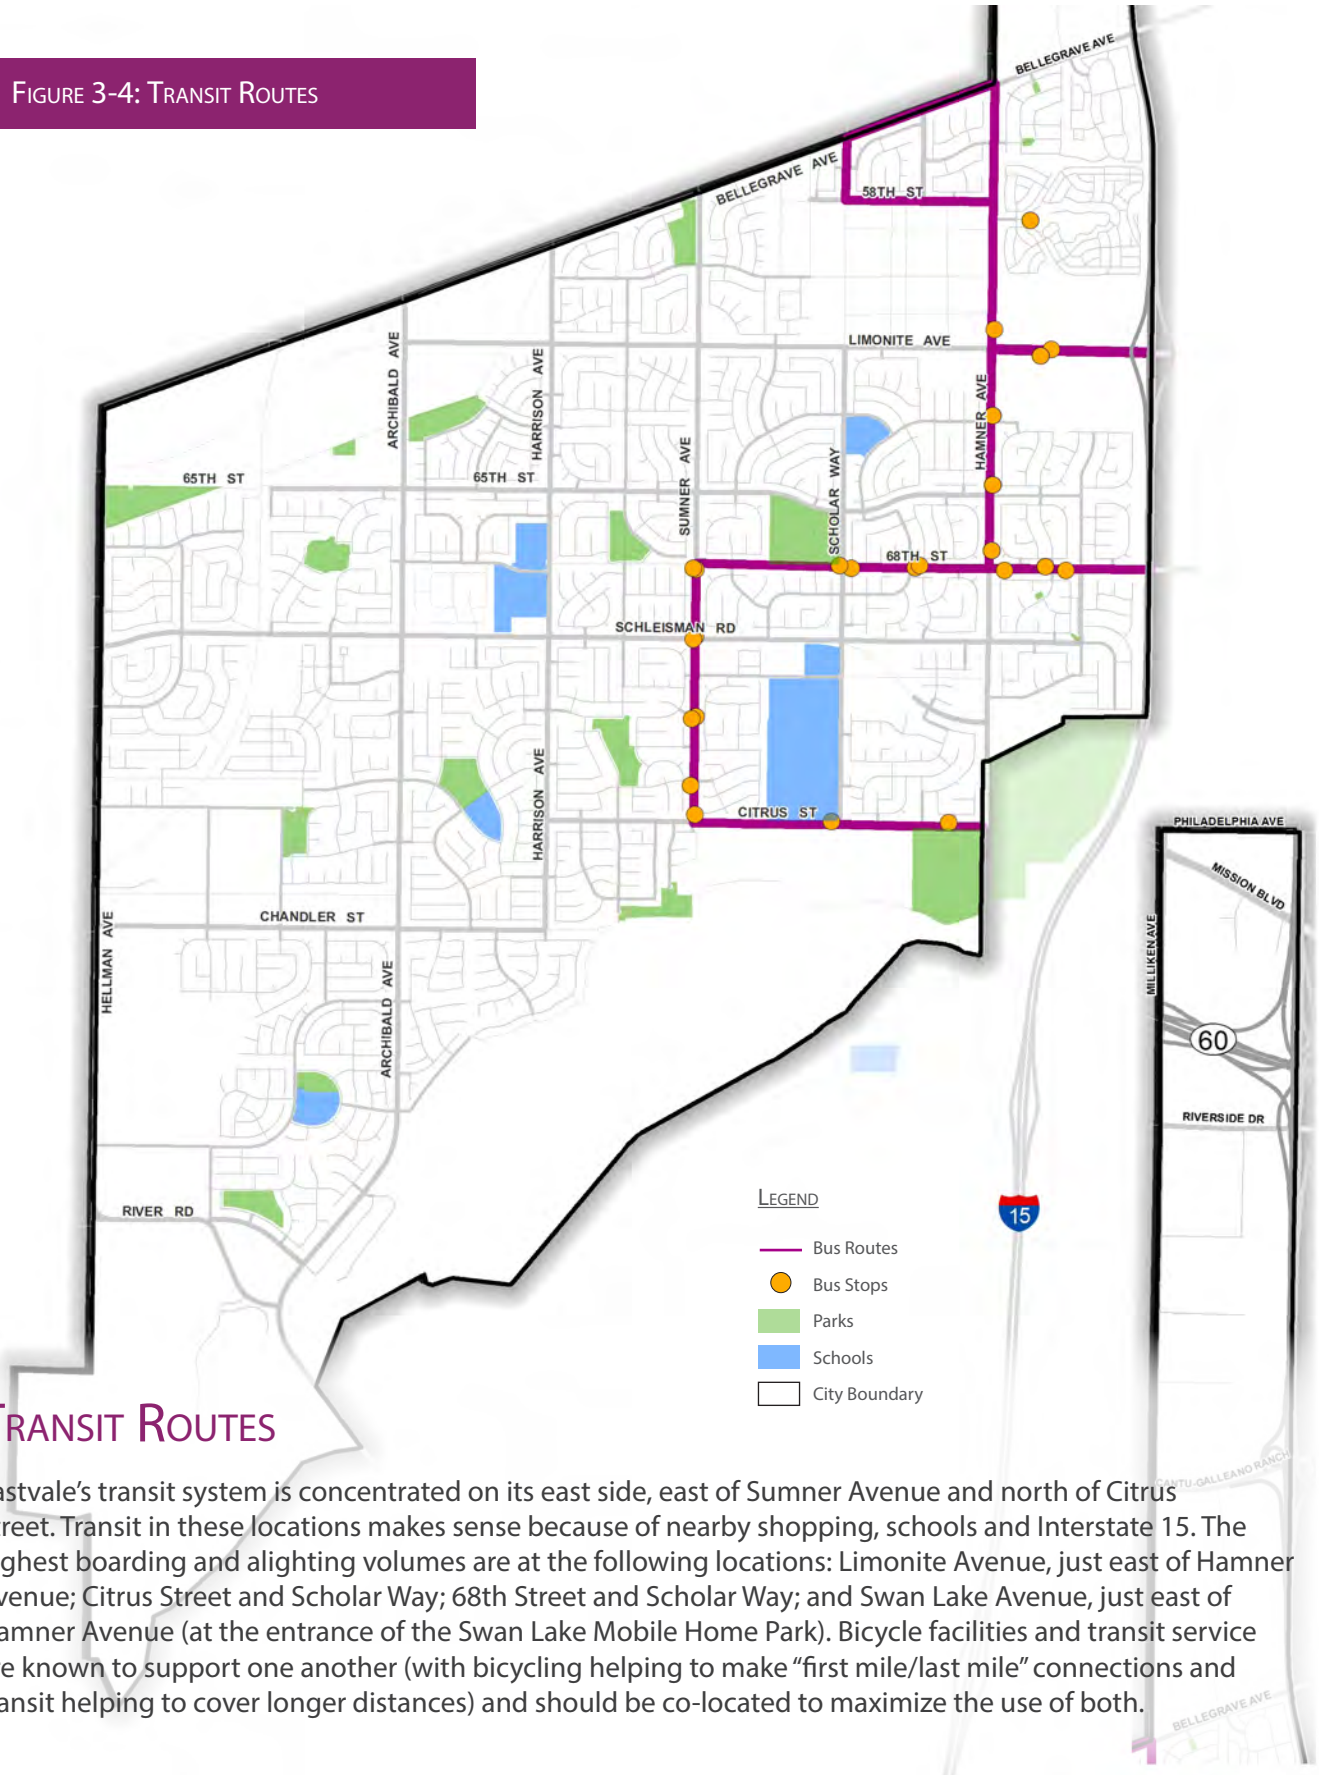 FIGURE 3-4: TRANSIT ROUTES
BELLEGRAVE AVE
BELLEGRAVE AVE
58TH ST
LIMONITE AVE
ARCHIBALD AVE
HARRISON AVE
HAMNER AVE
SUMNER AVE
SCHOLAR WAY
65TH ST
65TH ST
68TH ST
SCHLEISMAN RD
HARRISON AVE
CITRUS ST
PHILADELPHIA AVE
MISSION BLVD
CHANDLER ST
HELLMAN AVE
ARCHIBALD AVE
MILLIKEN AVE
60
RIVERSIDE DR
RIVER RD
15
LEGEND
Bus Routes
Bus Stops
Parks
Schools
City Boundary
TRANSIT ROUTES
CANTU-GALLEANO RANCH
astvale’s transit system is concentrated on its east side, east of Sumner Avenue and north of Citrus
treet. Transit in these locations makes sense because of nearby shopping, schools and Interstate 15. The
ghest boarding and alighting volumes are at the following locations: Limonite Avenue, just east of Hamner
venue; Citrus Street and Scholar Way; 68th Street and Scholar Way; and Swan Lake Avenue, just east of
amner Avenue (at the entrance of the Swan Lake Mobile Home Park). Bicycle facilities and transit service
re known to support one another (with bicycling helping to make “first mile/last mile” connections and
ansit helping to cover longer distances) and should be co-located to maximize the use of both.
BELLEGRAVE AVE